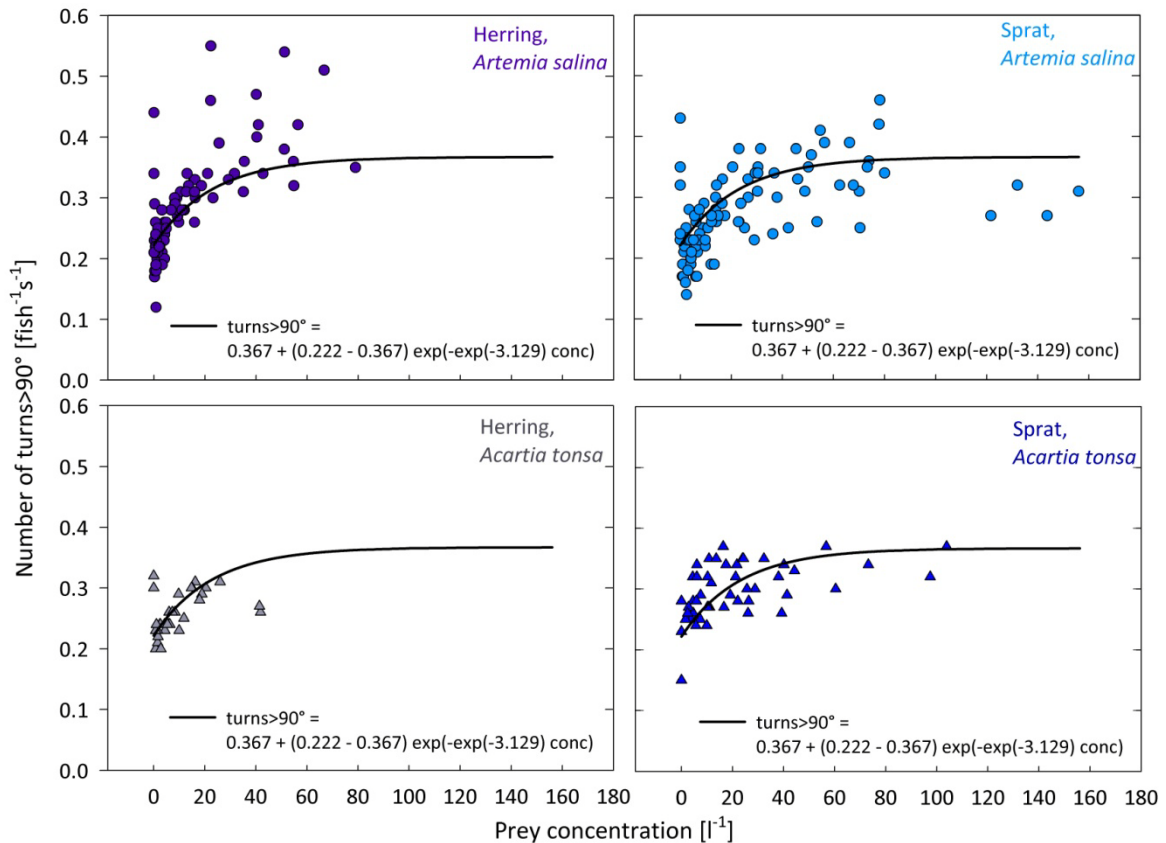 Number of turns>90° [fish⁻¹s⁻¹]
0.6
0.5
0.4
0.3
0.2
0.1
0.0
Herring,
Artemia salina
turns>90° =
0.367 + (0.222 - 0.367) exp(-exp(-3.129) conc)
Sprat,
Artemia salina
turns>90° =
0.367 + (0.222 - 0.367) exp(-exp(-3.129) conc)
0.6
0.5
0.4
0.3
0.2
0.1
0.0
Herring,
Acartia tonsa
turns>90° =
0.367 + (0.222 - 0.367) exp(-exp(-3.129) conc)
Sprat,
Acartia tonsa
turns>90° =
0.367 + (0.222 - 0.367) exp(-exp(-3.129) conc)
0 20 40 60 80 100 120 140 160
0 20 40 60 80 100 120 140 160 180
Prey concentration [l⁻¹]